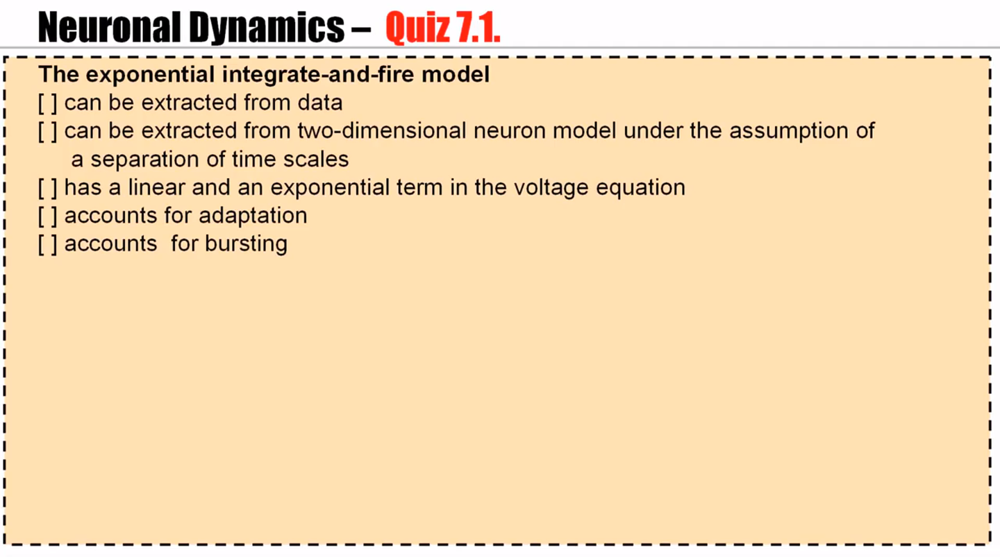 Neuronal Dynamics – Quiz 7.1.
The exponential integrate-and-fire model
[ ] can be extracted from data
[ ] can be extracted from two-dimensional neuron model under the assumption of
a separation of time scales
[ ] has a linear and an exponential term in the voltage equation
[ ] accounts for adaptation
[ ] accounts  for bursting